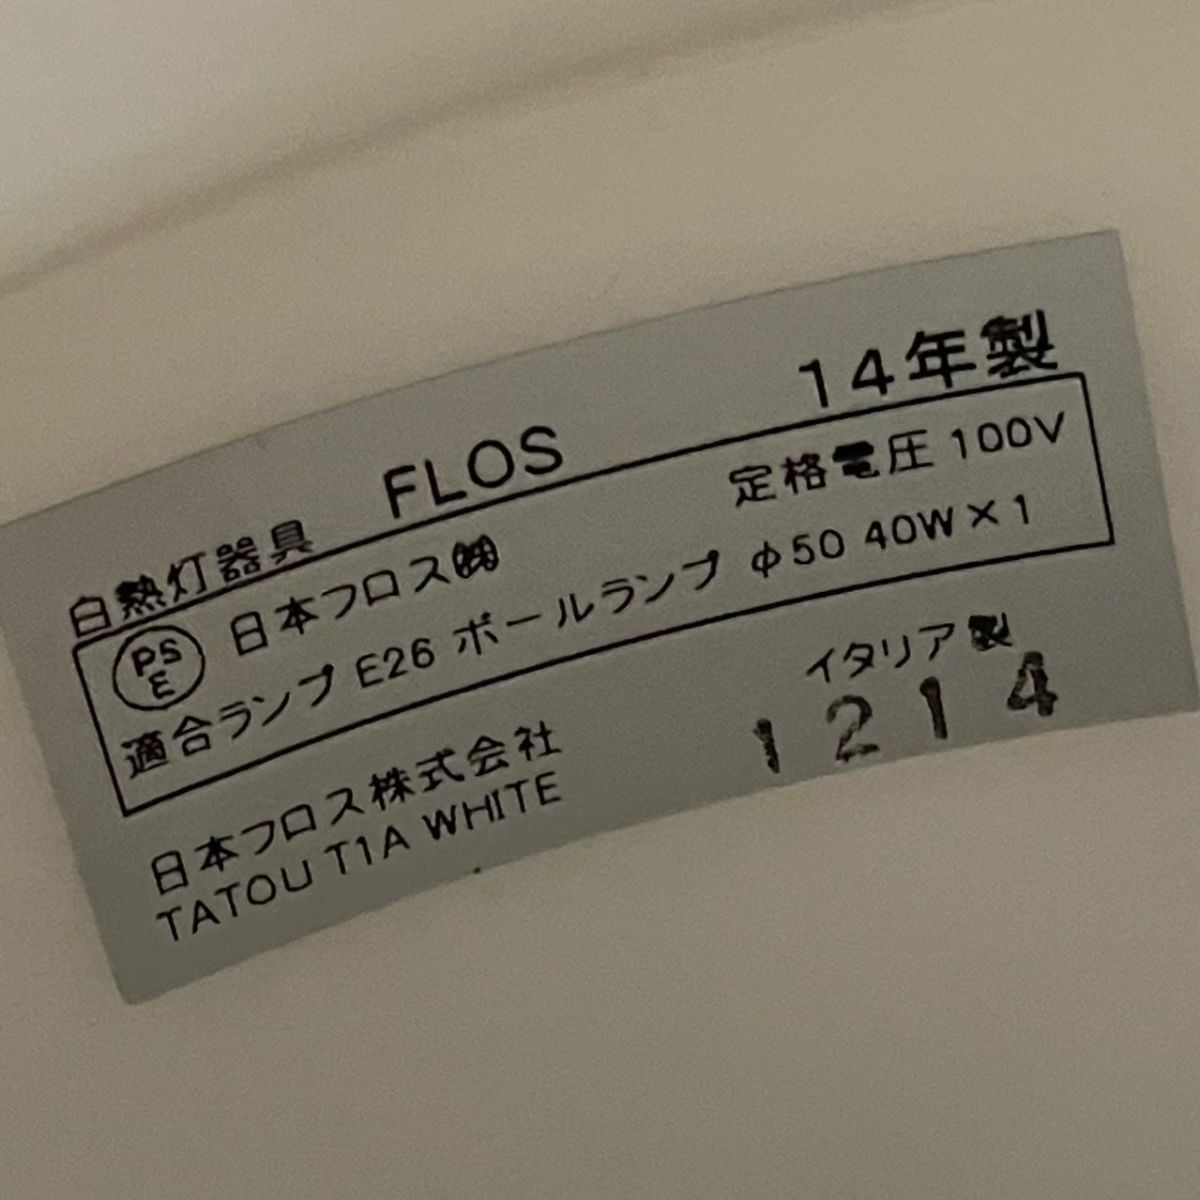 白熱灯器具 FLOS 14年製
PSE 日本フロス㈱ 定格電圧 100V
適合ランプ E26 ボールランプ φ50 40W×1
イタリア製
日本フロス株式会社 1214
TATOU T1A WHITE